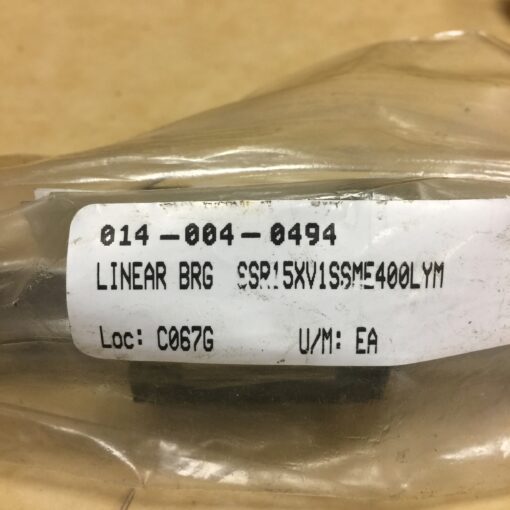 014-004-0494
LINEAR BRG SSR15XV1SSME400LYM
Loc: C067G U/M: EA